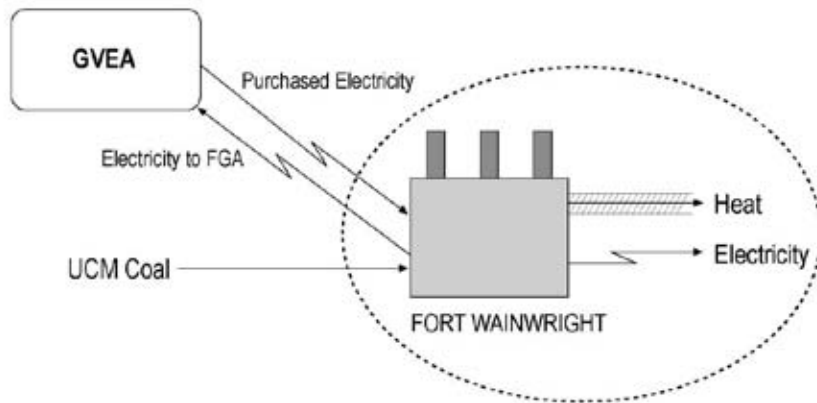 GVEA
Purchased Electricity
Electricity to FGA
Heat
UCM Coal
Electricity
FORT WAINWRIGHT